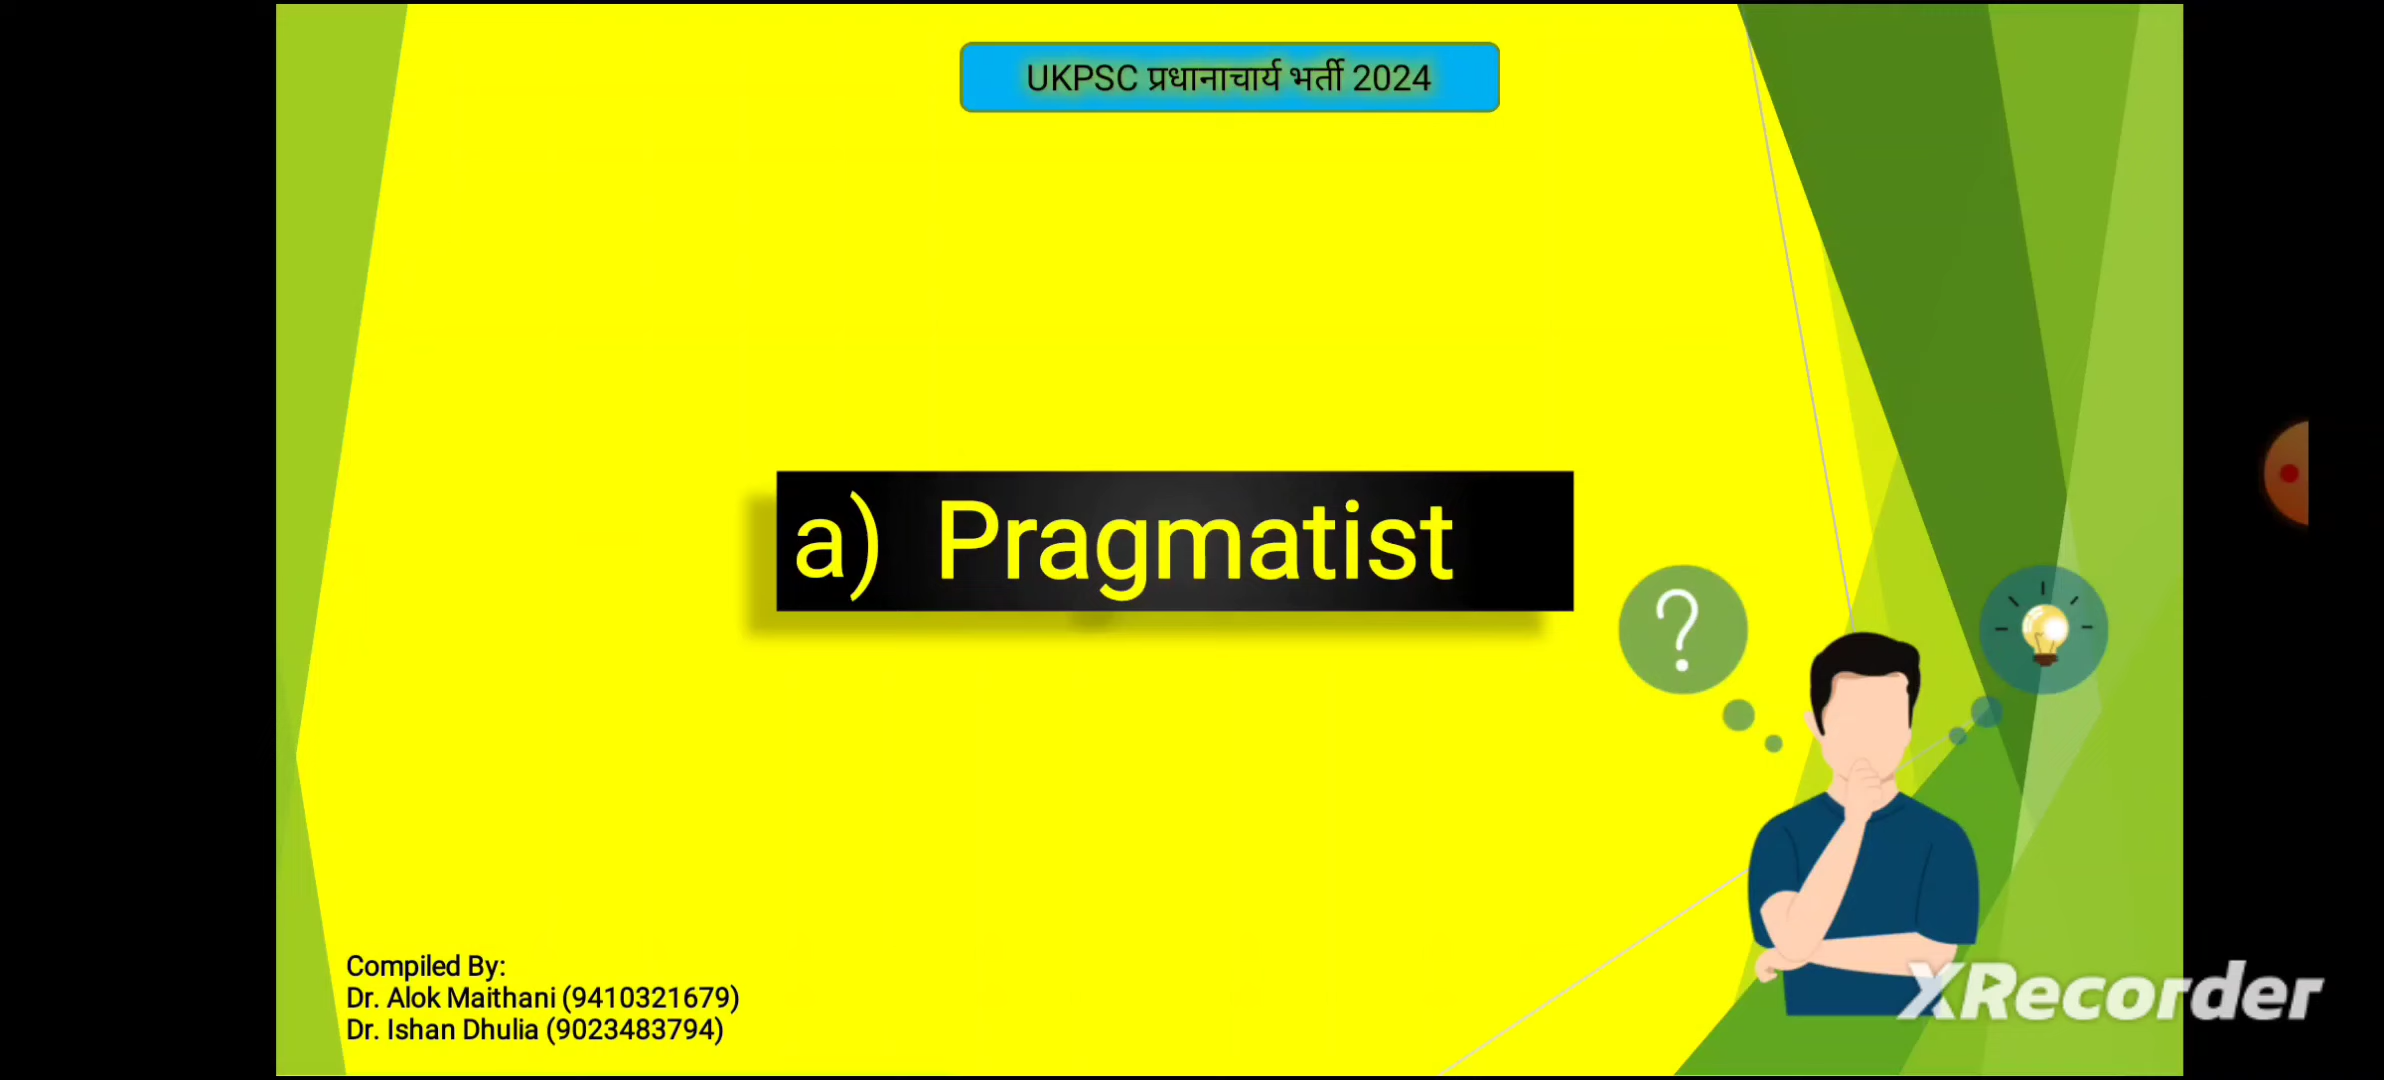 UKPSC प्रधानाचार्य भर्ती 2024
a) Pragmatist
?
Compiled By:
Dr. Alok Maithani (9410321679)
Dr. Ishan Dhulia (9023483794)
XRecorder